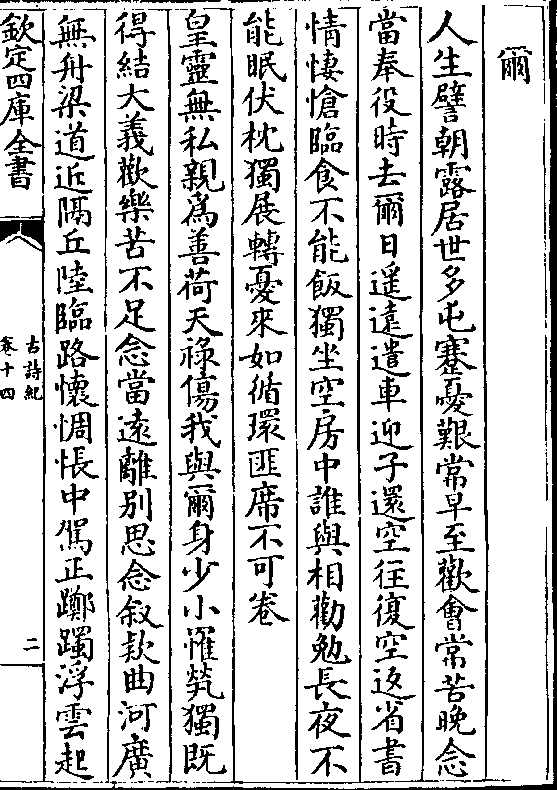 爾
人生譬朝露居世多屯蹇憂艱常早至歡會常苦晚念
當奉役時去爾日遥遠遣車迎子還空往復空返省書
情悽愴臨食不能飯獨坐空房中誰與相勸勉長夜不
能眠伏枕獨展轉憂來如循環匪席不可卷
皇靈無私親為善荷天祿傷我與爾身少小罹煢獨既
得結大義歡樂苦不足念當逺離别思念叙欵曲河廣
無舟梁道近隔丘陸臨路懷惆悵中駕正躑躅浮雲起
欽定四庫全書
古詩紀
卷十四
二